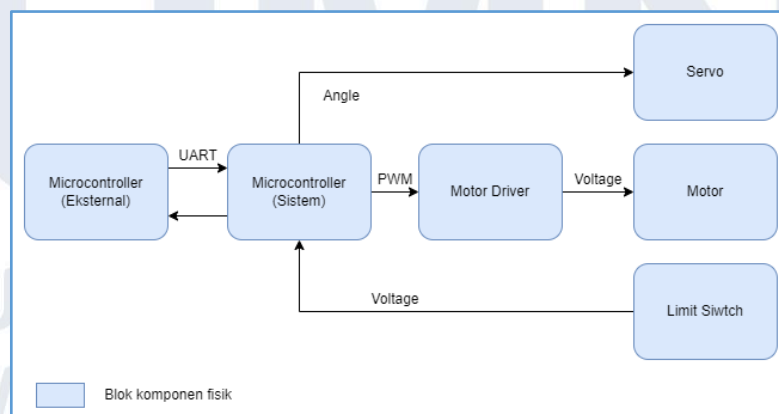 Servo
Angle
UART
Microcontroller
(Eksternal)
Microcontroller
(Sistem)
PWM
Motor Driver
Voltage
Motor
Voltage
Limit Siwtch
Blok komponen fisik